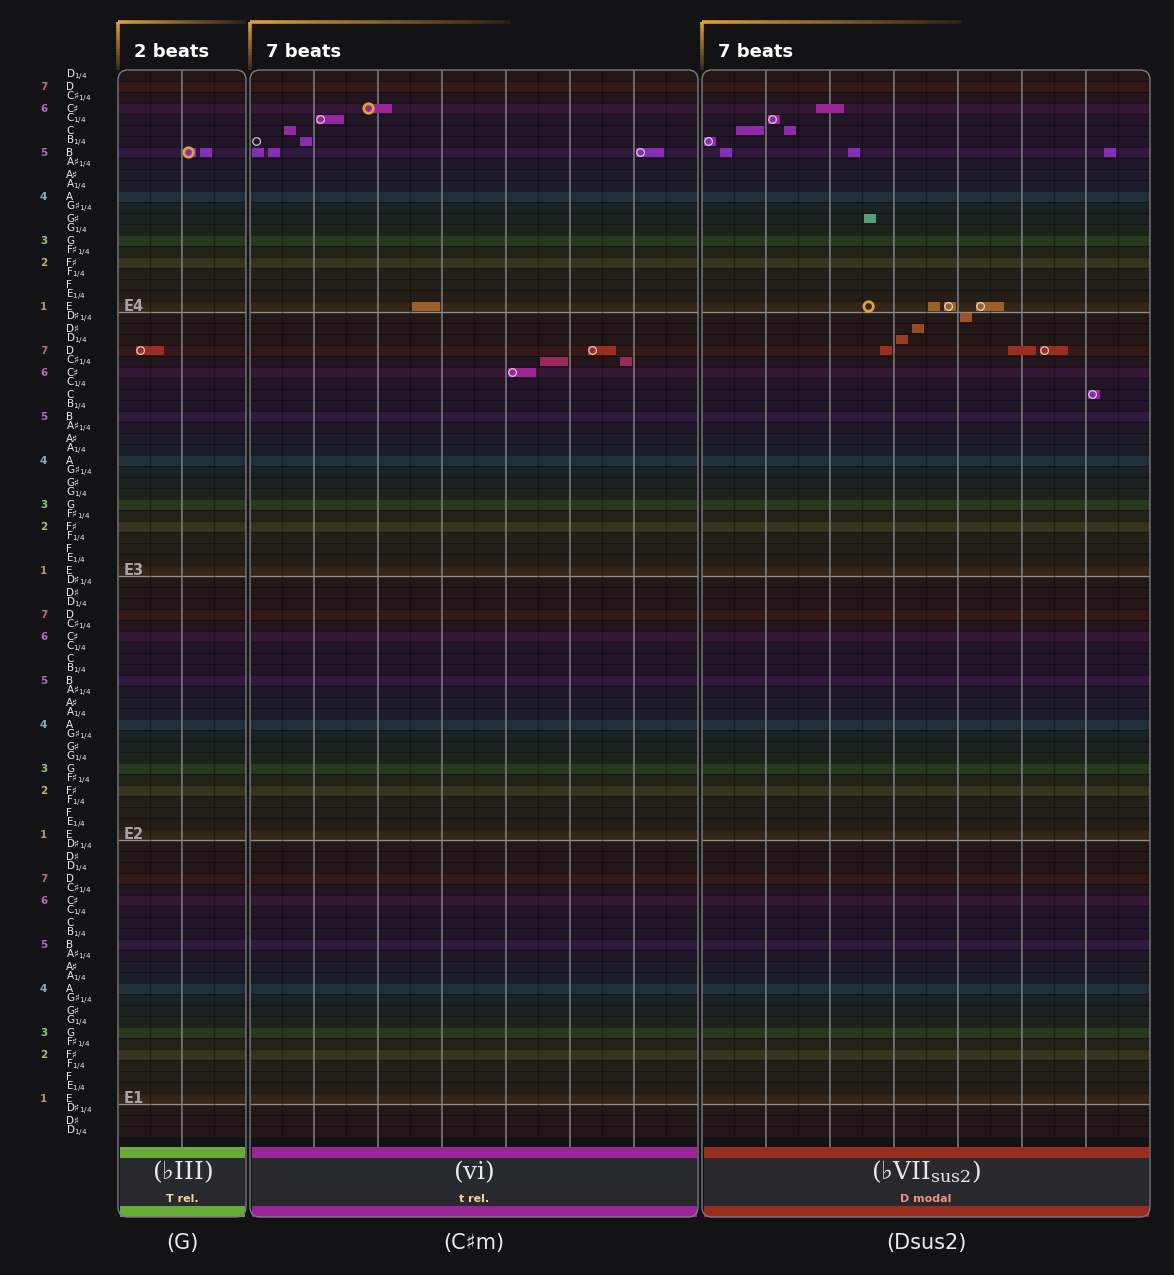 2 beats 7 beats 7 beats
D1/4
7 D
C♯1/4
6 C♯
C1/4
C
B1/4
5 B
A♯1/4
A♯
A1/4
4 A
G♯1/4
G♯
G1/4
3 G
F♯1/4
2 F♯
F1/4
F
E1/4
1 E E4
D♯1/4
D♯
D1/4
7 D
C♯1/4
6 C♯
C1/4
C
B1/4
5 B
A♯1/4
A♯
A1/4
4 A
G♯1/4
G♯
G1/4
3 G
F♯1/4
2 F♯
F1/4
F
E1/4
1 E E3
D♯1/4
D♯
D1/4
7 D
C♯1/4
6 C♯
C1/4
C
B1/4
5 B
A♯1/4
A♯
A1/4
4 A
G♯1/4
G♯
G1/4
3 G
F♯1/4
2 F♯
F1/4
F
E1/4
1 E E2
D♯1/4
D♯
D1/4
7 D
C♯1/4
6 C♯
C1/4
C
B1/4
5 B
A♯1/4
A♯
A1/4
4 A
G♯1/4
G♯
G1/4
3 G
F♯1/4
2 F♯
F1/4
F
E1/4
1 E E1
D♯1/4
D♯
D1/4
(♭III) (vi) (♭VIIsus2)
T rel. t rel. D modal
(G) (C♯m) (Dsus2)